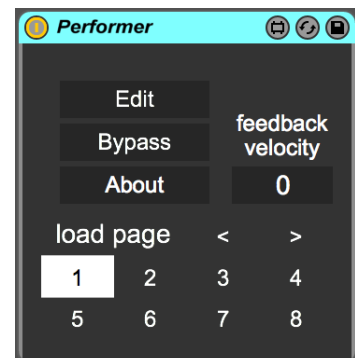 Performer
Edit
Bypass
About
feedback
velocity
0
load page < >
1 2 3 4
5 6 7 8